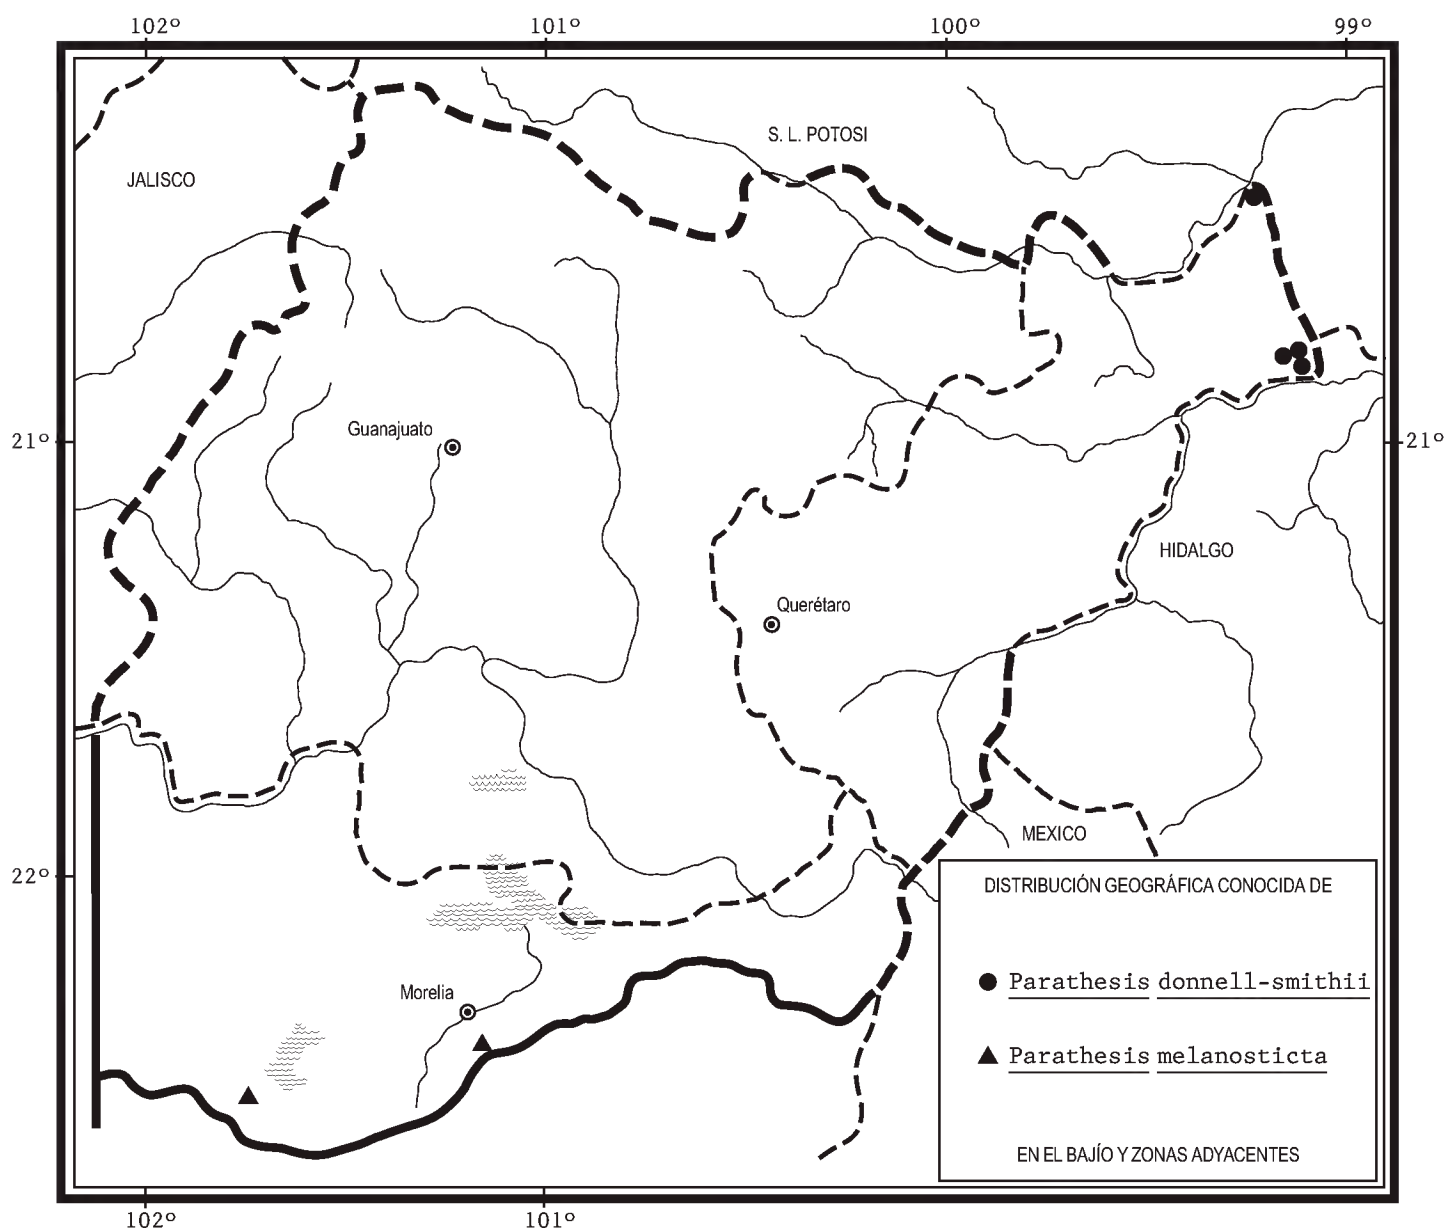 102º 101º 100º 99º
S. L. POTOSI
JALISCO
Guanajuato
21º 21º
HIDALGO
Querétaro
MEXICO
22º
DISTRIBUCIÓN GEOGRÁFICA CONOCIDA DE
Parathesis donnell-smithii
Morelia
Parathesis melanosticta
EN EL BAJÍO Y ZONAS ADYACENTES
102º 101º